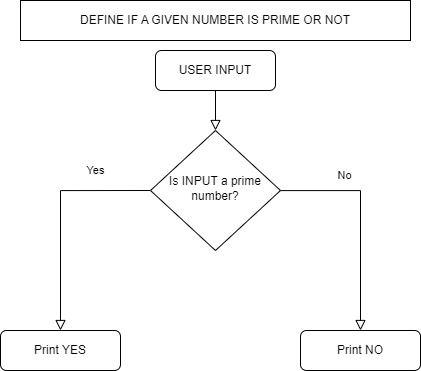 DEFINE IF A GIVEN NUMBER IS PRIME OR NOT
USER INPUT
Is INPUT a prime
number?
Yes
No
Print YES
Print NO